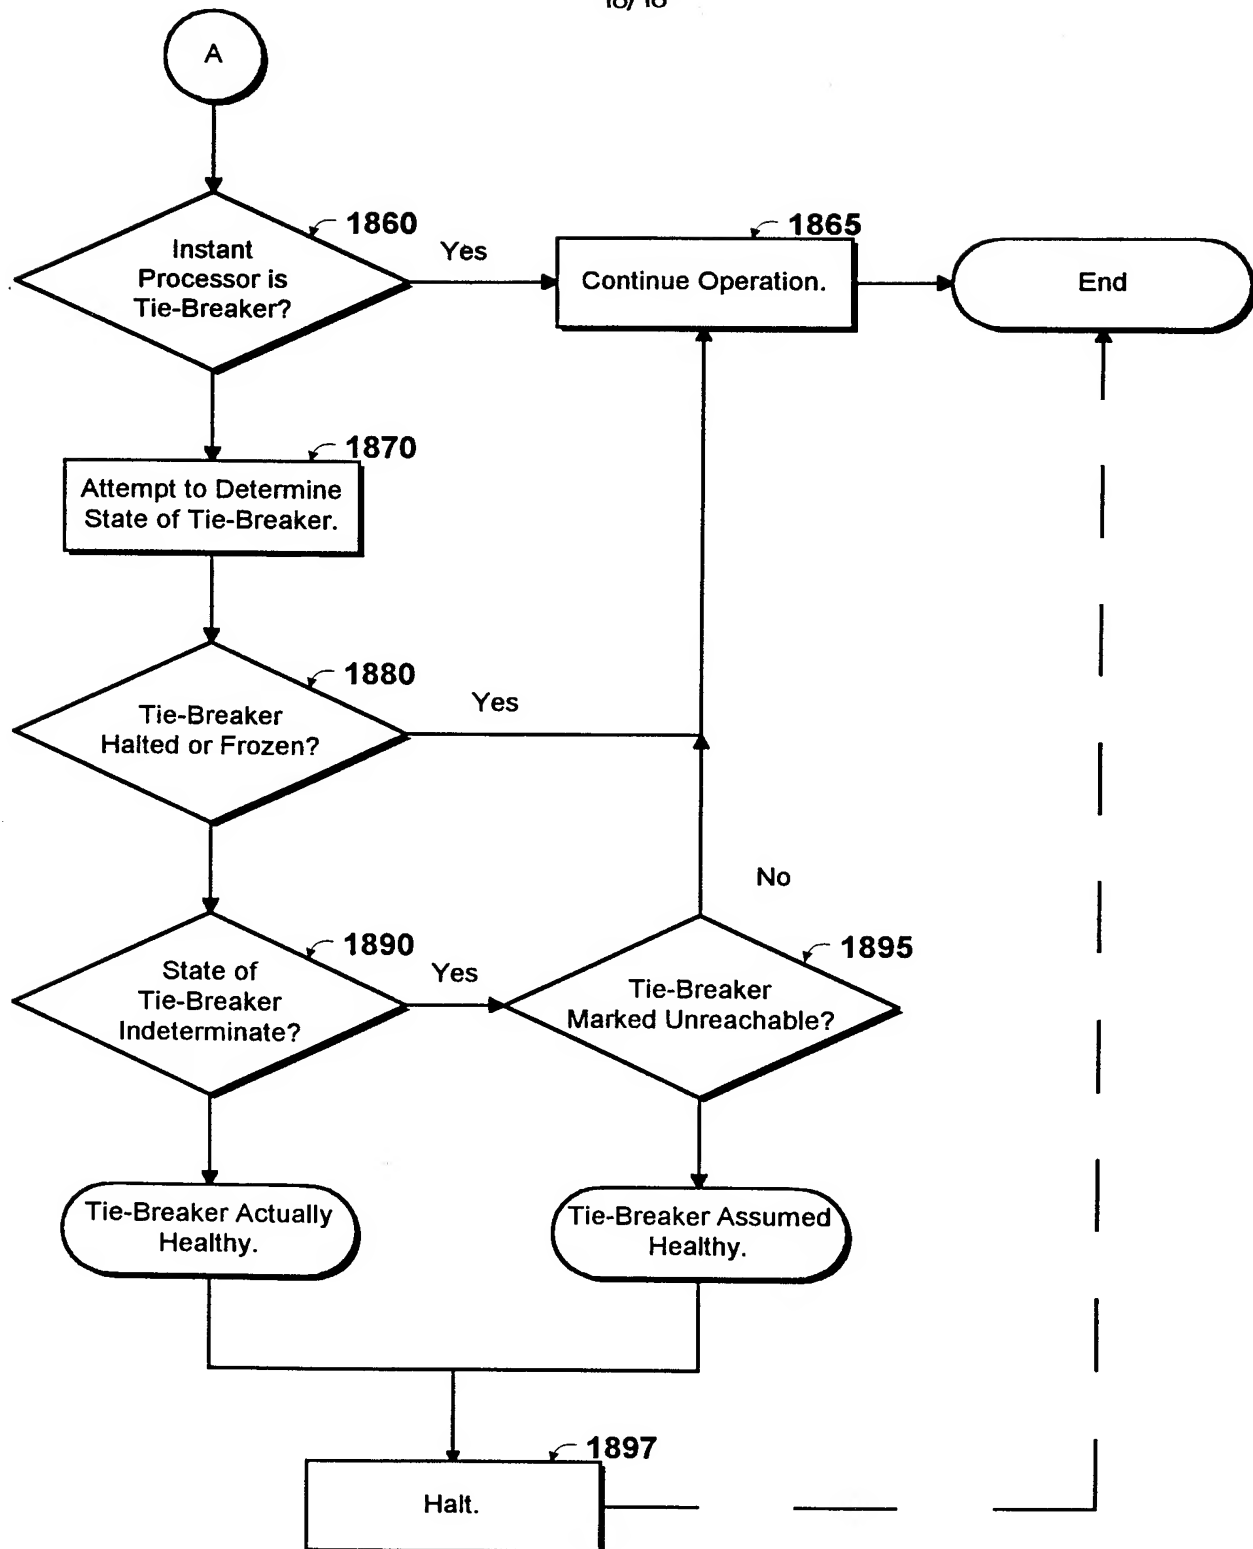 18/18
A
1860
Instant
Processor is
Tie-Breaker?
Yes
1865
Continue Operation.
End
1870
Attempt to Determine
State of Tie-Breaker.
1880
Tie-Breaker
Halted or Frozen?
Yes
No
1890
State of
Tie-Breaker
Indeterminate?
Yes
1895
Tie-Breaker
Marked Unreachable?
Tie-Breaker Actually
Healthy.
Tie-Breaker Assumed
Healthy.
1897
Halt.